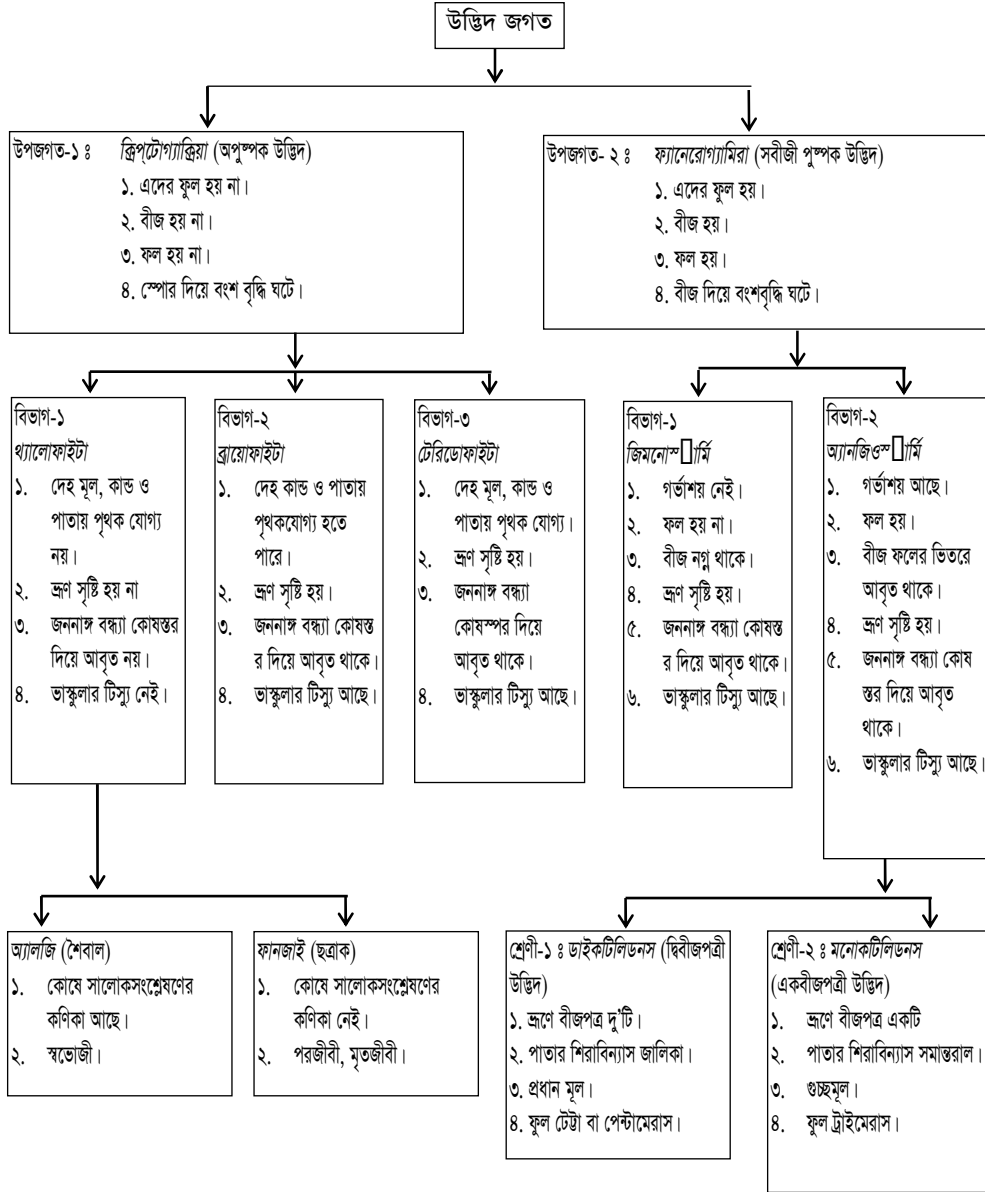 উদ্ভিদ জগত
উপজগত-১ ঃ ক্রিপ্টোগ্যাক্রিয়া (অপুষ্পক উদ্ভিদ)
১. এদের ফুল হয় না।
২. বীজ হয় না।
৩. ফল হয় না।
৪. স্পোর দিয়ে বংশ বৃদ্ধি ঘটে।
উপজগত- ২ ঃ ফ্যানেরোগ্যামিরা (সবীজী পুষ্পক উদ্ভিদ)
১. এদের ফুল হয়।
২. বীজ হয়।
৩. ফল হয়।
৪. বীজ দিয়ে বংশবৃদ্ধি ঘটে।
বিভাগ-১
থ্যালোফাইটা
১. দেহ মূল, কান্ড ও
পাতায় পৃথক যোগ্য
নয়।
২. ভ্রূণ সৃষ্টি হয় না
৩. জননাঙ্গ বন্ধ্যা কোষস্তর
দিয়ে আবৃত নয়।
৪. ভাস্কুলার টিস্যু নেই।
বিভাগ-২
ব্রায়োফাইটা
১. দেহ কান্ড ও পাতায়
পৃথকযোগ্য হতে
পারে।
২. ভ্রূণ সৃষ্টি হয়।
৩. জননাঙ্গ বন্ধ্যা কোষস্ত
র দিয়ে আবৃত থাকে।
৪. ভাস্কুলার টিস্যু আছে।
বিভাগ-৩
টেরিডোফাইটা
১. দেহ মূল, কান্ড ও
পাতায় পৃথক যোগ্য।
২. ভ্রূণ সৃষ্টি হয়।
৩. জননাঙ্গ বন্ধ্যা
কোষস্পর দিয়ে
আবৃত থাকে।
৪. ভাস্কুলার টিস্যু আছে।
বিভাগ-১
১. গর্ভাশয় নেই।
২. ফল হয় না।
৩. বীজ নগ্ন থাকে।
৪. ভ্রূণ সৃষ্টি হয়।
৫. জননাঙ্গ বন্ধ্যা কোষস্ত
র দিয়ে আবৃত থাকে।
৬. ভাস্কুলার টিস্যু আছে।
বিভাগ-২
১. গর্ভাশয় আছে।
২. ফল হয়।
৩. বীজ ফলের ভিতরে
আবৃত থাকে।
৪. ভ্রূণ সৃষ্টি হয়।
৫. জননাঙ্গ বন্ধ্যা কোষ
স্তর দিয়ে আবৃত
থাকে।
৬. ভাস্কুলার টিস্যু আছে।
অ্যালজি (শৈবাল)
১. কোষে সালোকসংশ্লেষণের
কণিকা আছে।
২. স্বভোজী।
ফানজাই (ছত্রাক)
১. কোষে সালোকসংশ্লেষণের
কণিকা নেই।
২. পরজীবী, মৃতজীবী।
শ্রেণী-১ ঃ ডাইকটিলিডনস (দ্বিবীজপত্রী
উদ্ভিদ)
১. ভ্রূণে বীজপত্র দু'টি।
২. পাতার শিরাবিন্যাস জালিকা।
৩. প্রধান মূল।
৪. ফুল টেট্টা বা পেন্টামেরাস।
শ্রেণী-২ ঃ মনোকটিলিডনস
(একবীজপত্রী উদ্ভিদ)
১. ভ্রূণে বীজপত্র একটি
২. পাতার শিরাবিন্যাস সমান্তরাল।
৩. গুচ্ছমূল।
৪. ফুল ট্রাইমেরাস।